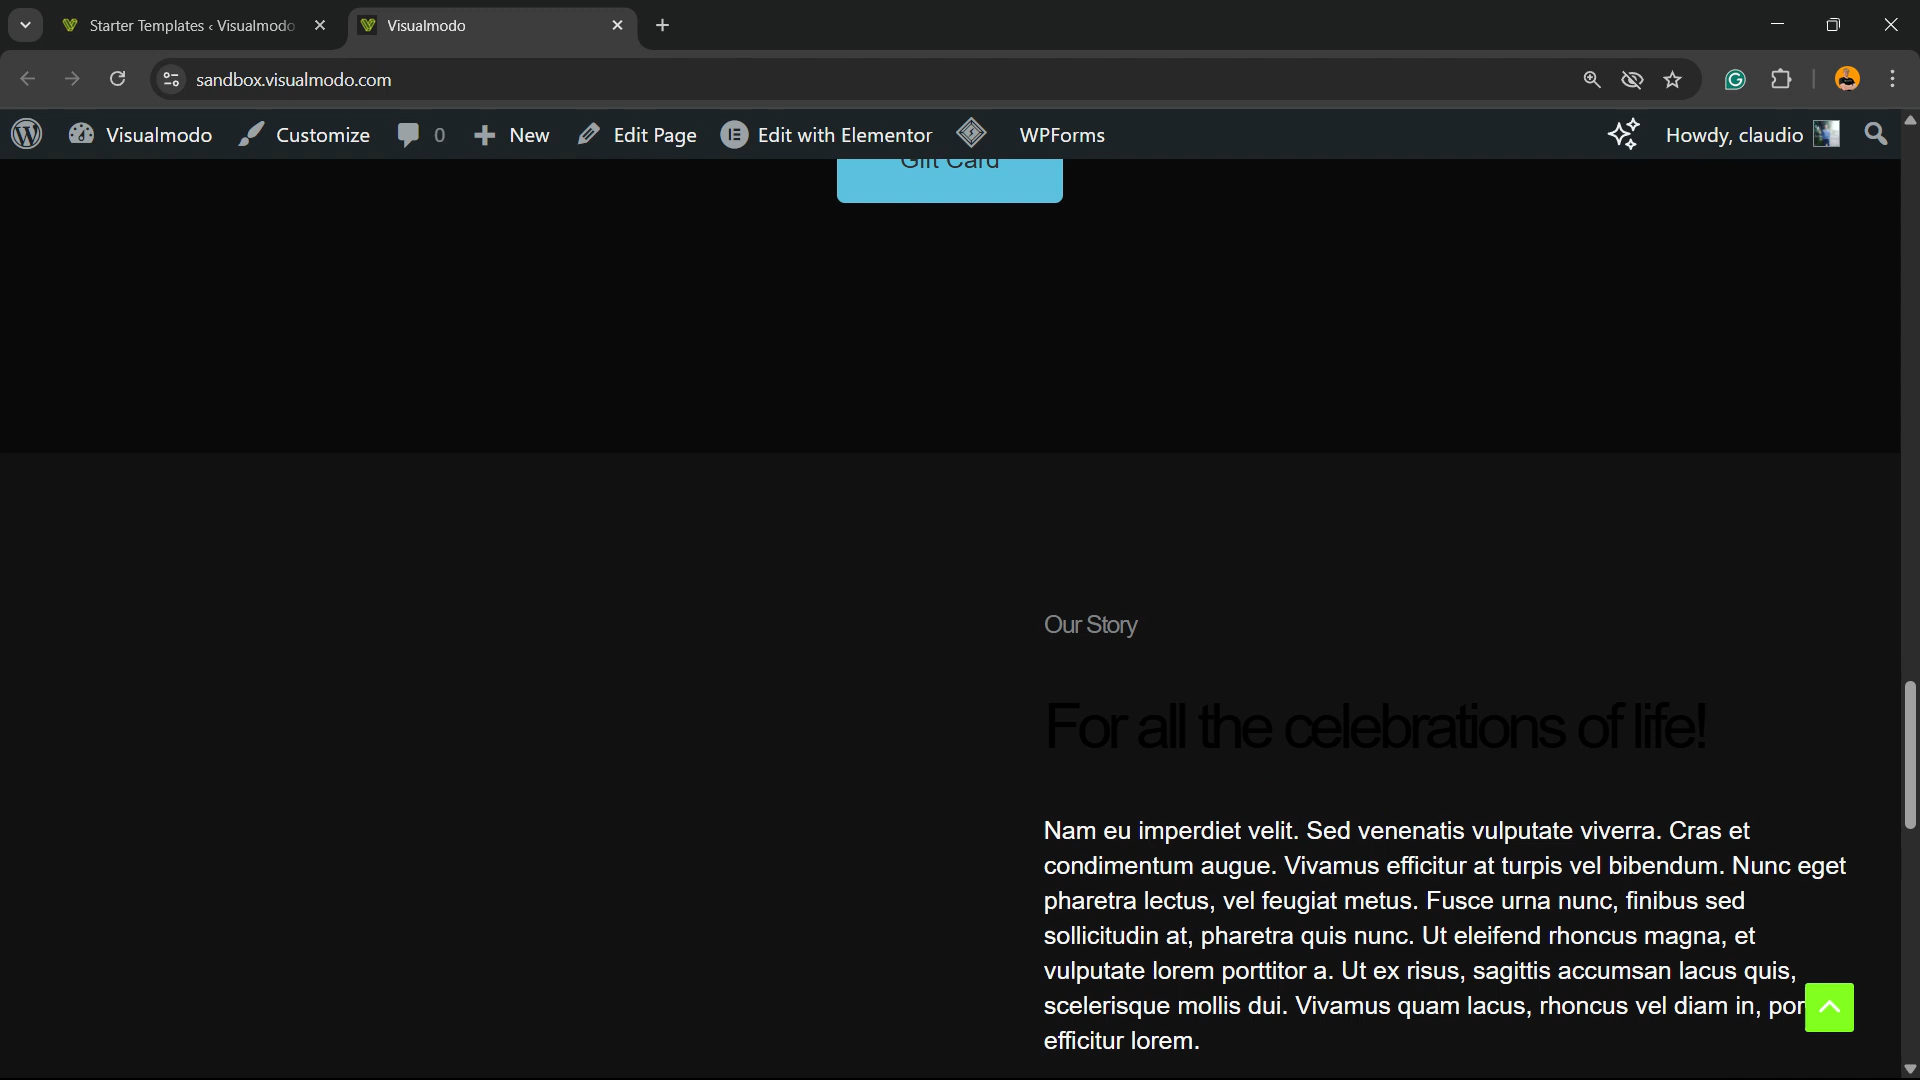 Starter Templates ‹ Visualmodo
Visualmodo
sandbox.visualmodo.com
Visualmodo
Customize
0
New
Edit Page
Edit with Elementor
WPForms
Howdy, claudio
Gift Card
Our Story
For all the celebrations of life!
Nam eu imperdiet velit. Sed venenatis vulputate viverra. Cras et
condimentum augue. Vivamus efficitur at turpis vel bibendum. Nunc eget
pharetra lectus, vel feugiat metus. Fusce urna nunc, finibus sed
sollicitudin at, pharetra quis nunc. Ut eleifend rhoncus magna, et
vulputate lorem porttitor a. Ut ex risus, sagittis accumsan lacus quis,
scelerisque mollis dui. Vivamus quam lacus, rhoncus vel diam in, por
efficitur lorem.